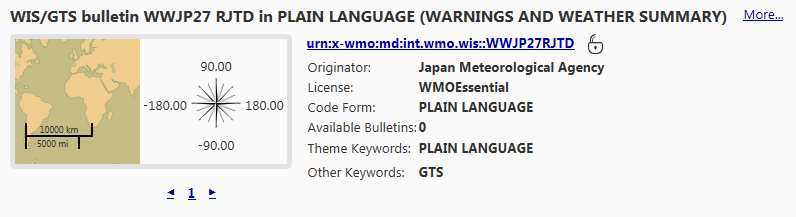 WIS/GTS bulletin WWJP27 RJTD in PLAIN LANGUAGE (WARNINGS AND WEATHER SUMMARY) More...
urn:x-wmo:md:int.wmo.wis::WWJP27RJTD
Originator: Japan Meteorological Agency
License: WMOEssential
Code Form: PLAIN LANGUAGE
Available Bulletins: 0
Theme Keywords: PLAIN LANGUAGE
Other Keywords: GTS
90.00
-180.00 180.00
-90.00
10000 km
5000 mi
◄ 1 ►